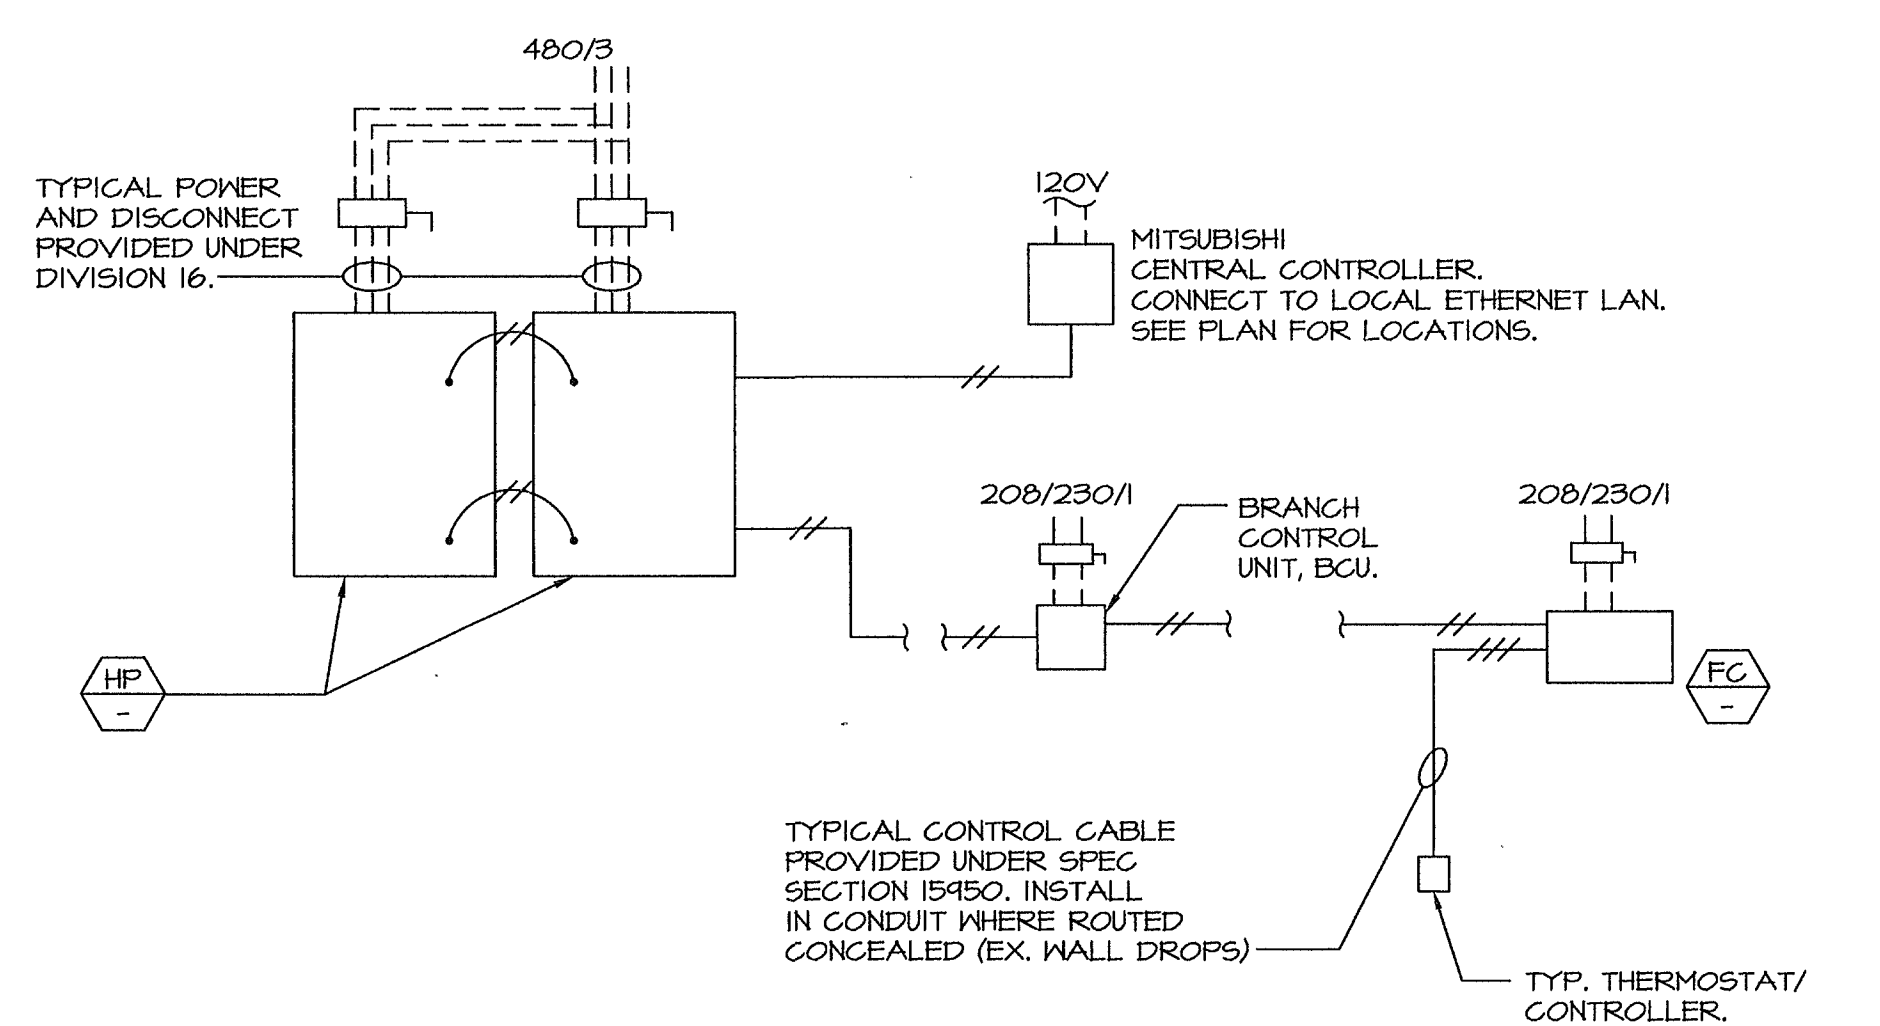 480/3
TYPICAL POWER
AND DISCONNECT
PROVIDED UNDER
DIVISION 16.
120V
MITSUBISHI
CENTRAL CONTROLLER.
CONNECT TO LOCAL ETHERNET LAN.
SEE PLAN FOR LOCATIONS.
208/230/1
BRANCH
CONTROL
UNIT, BCU.
208/230/1
HP
-
FC
-
TYPICAL CONTROL CABLE
PROVIDED UNDER SPEC
SECTION 15950. INSTALL
IN CONDUIT WHERE ROUTED
CONCEALED (EX. WALL DROPS)
TYP. THERMOSTAT/
CONTROLLER.